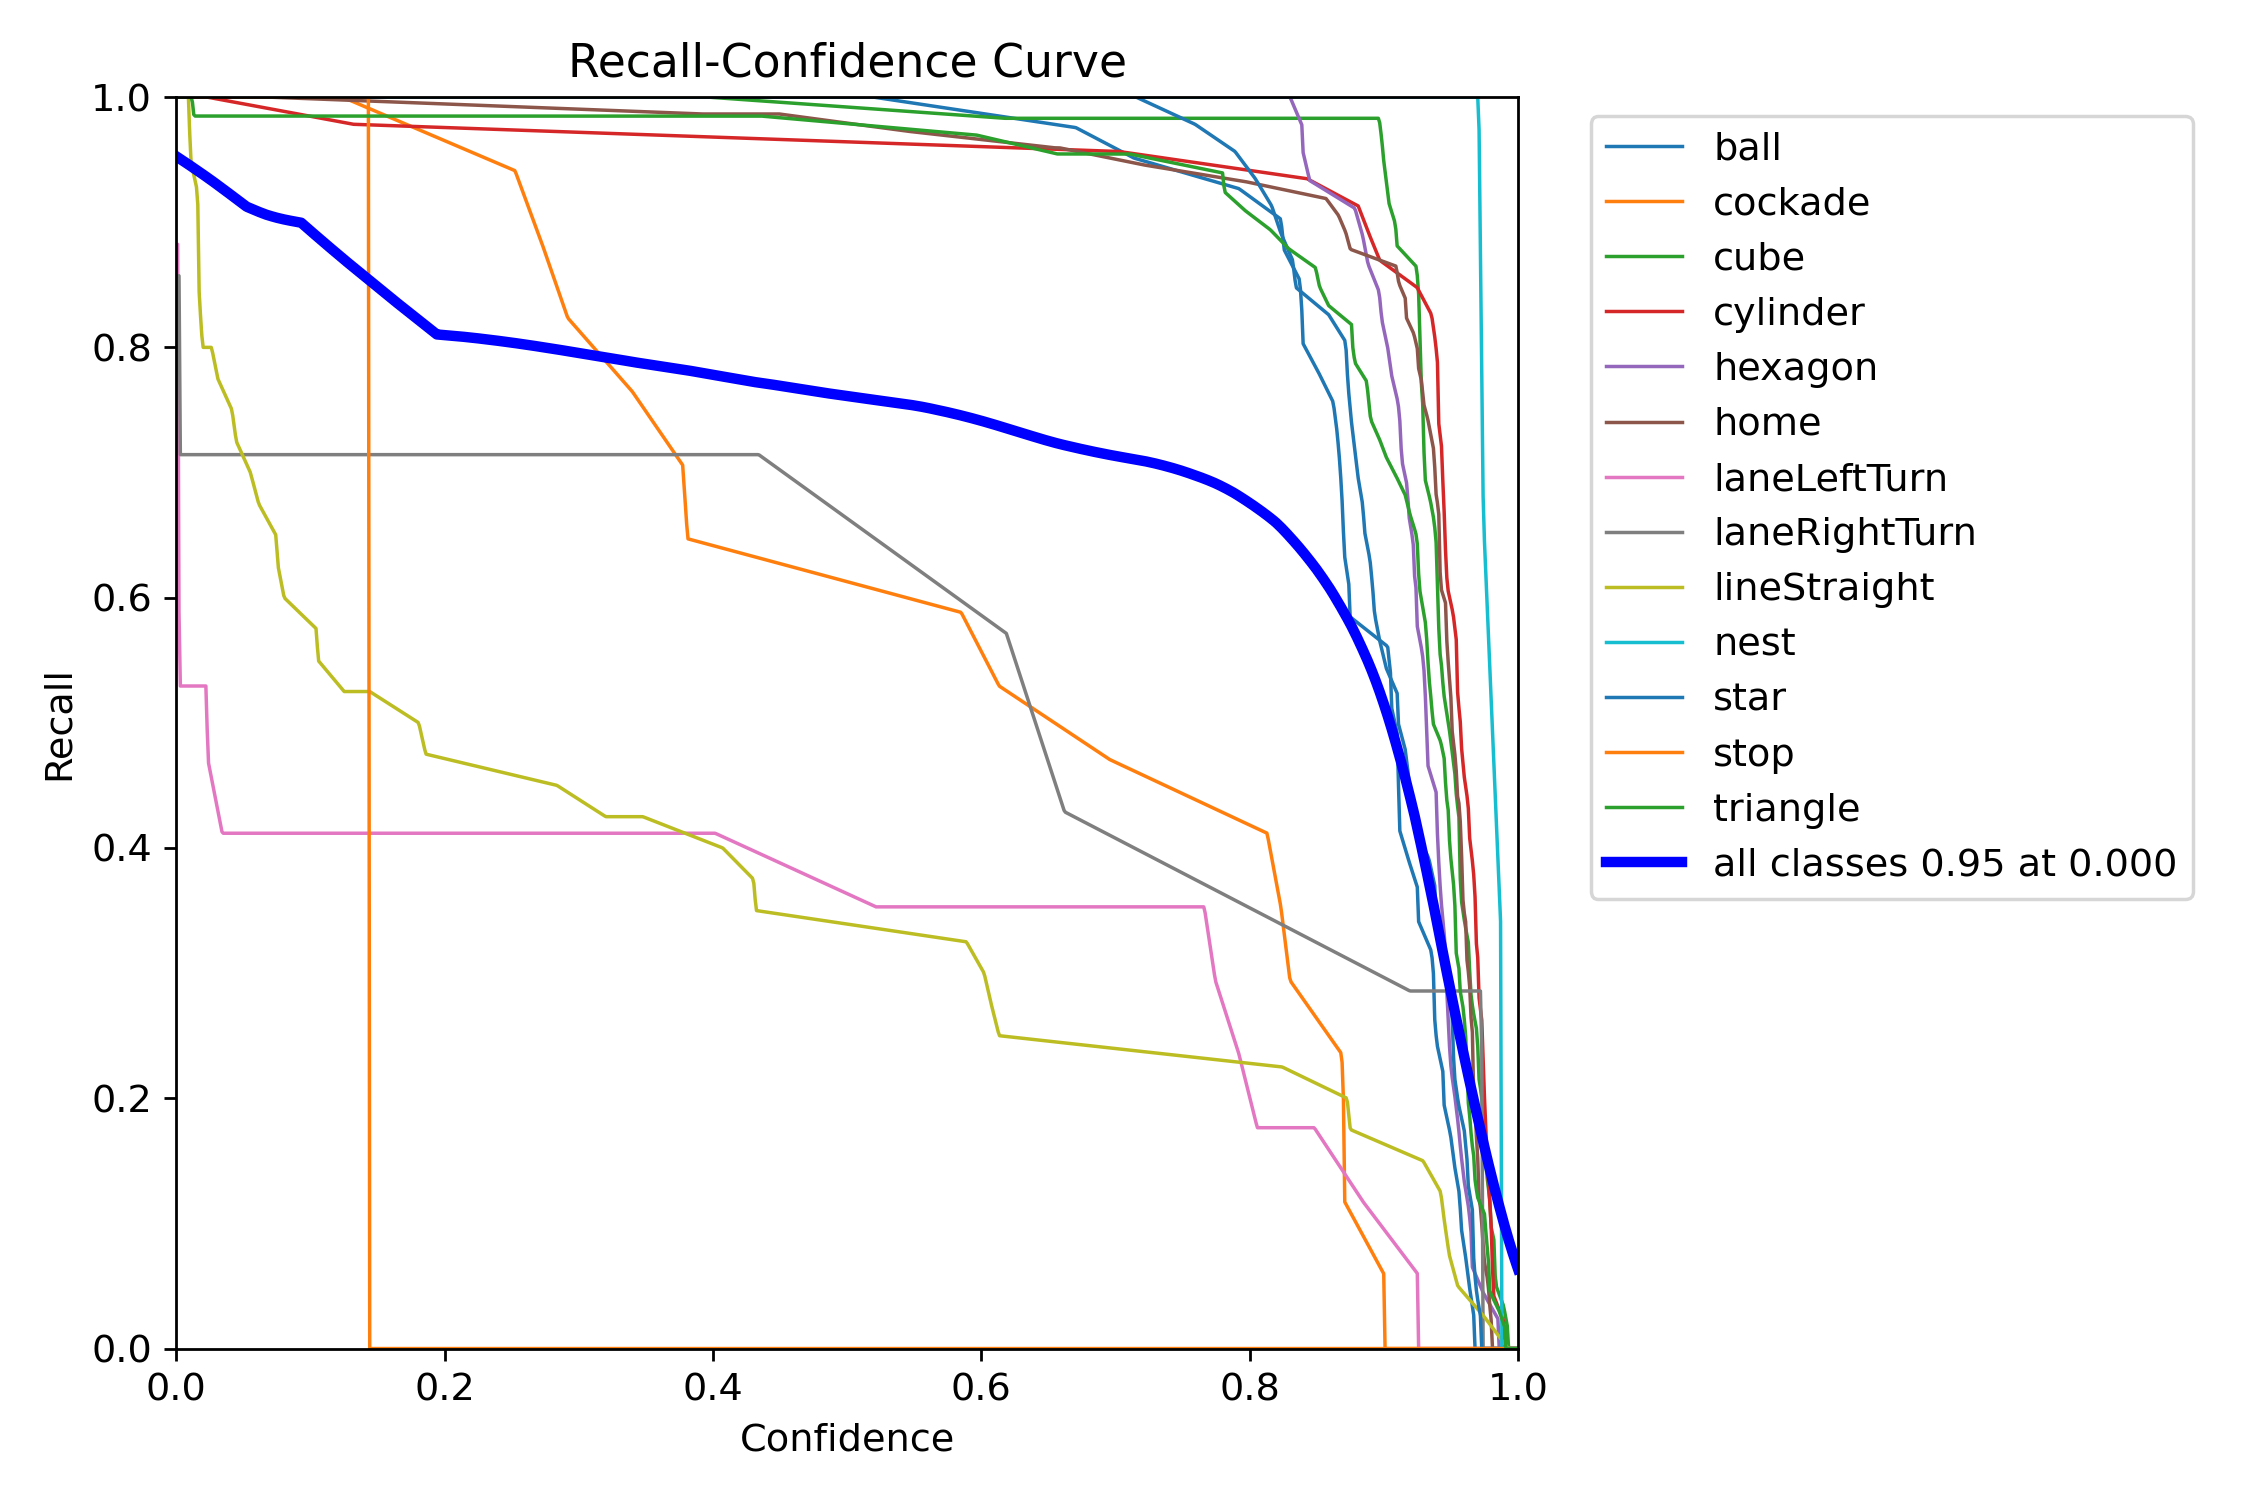 Recall-Confidence Curve
1.0
0.8
0.6
0.4
0.2
0.0
Recall
0.0 0.2 0.4 0.6 0.8 1.0
Confidence
ball
cockade
cube
cylinder
hexagon
home
laneLeftTurn
laneRightTurn
lineStraight
nest
star
stop
triangle
all classes 0.95 at 0.000